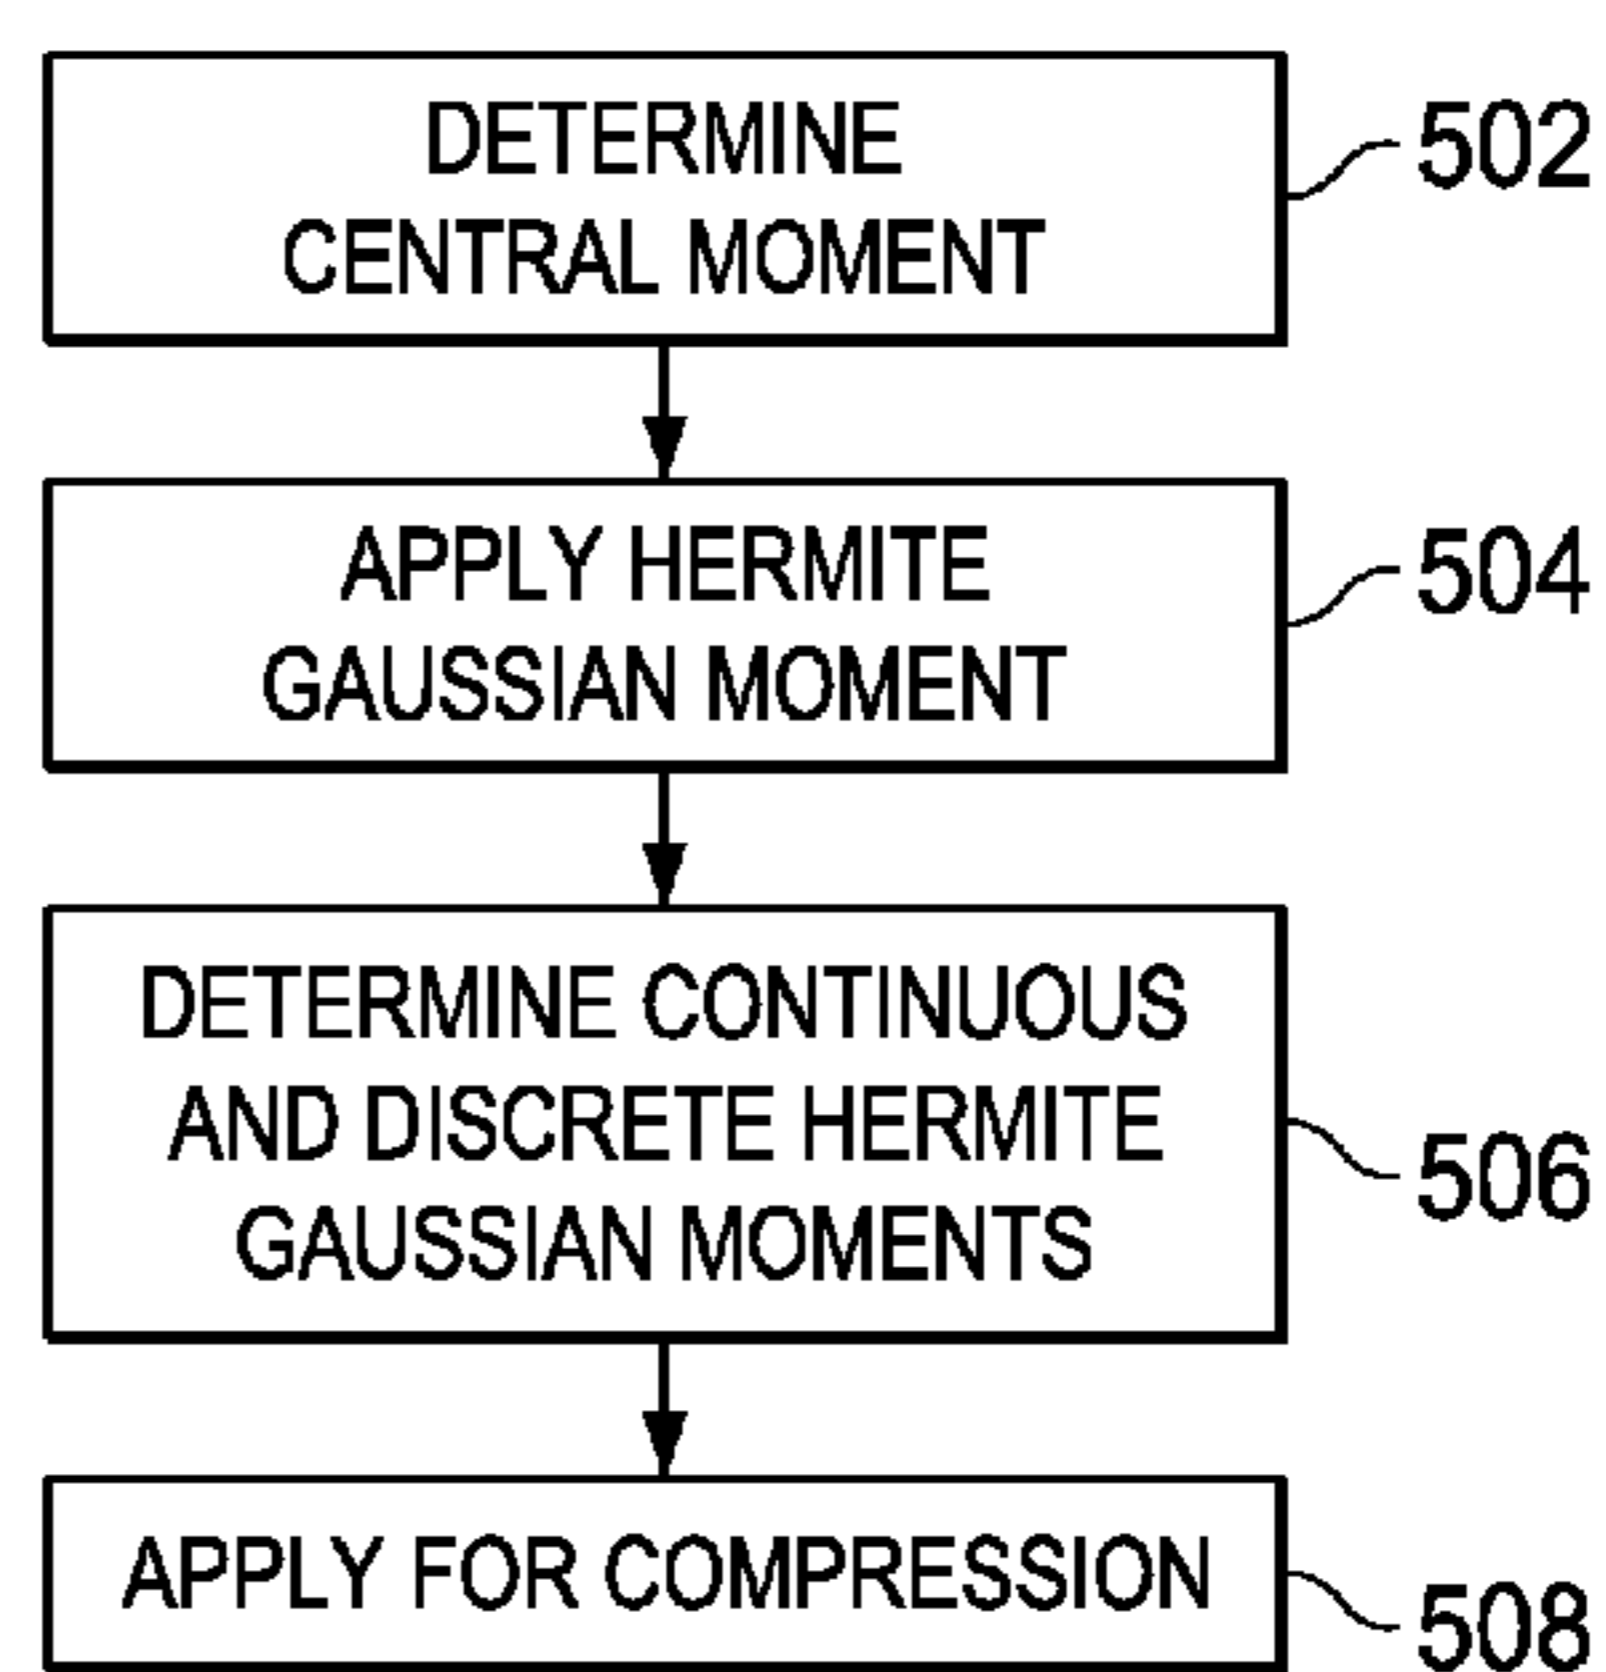 DETERMINE
CENTRAL MOMENT
502
APPLY HERMITE
GAUSSIAN MOMENT
504
DETERMINE CONTINUOUS
AND DISCRETE HERMITE
GAUSSIAN MOMENTS
506
APPLY FOR COMPRESSION
508